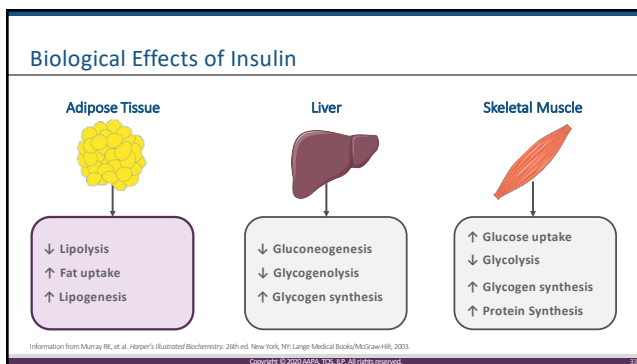 Biological Effects of Insulin
Adipose Tissue
↓ Lipolysis
↑ Fat uptake
↑ Lipogenesis
Liver
↓ Gluconeogenesis
↓ Glycogenolysis
↑ Glycogen synthesis
Skeletal Muscle
↑ Glucose uptake
↓ Glycolysis
↑ Glycogen synthesis
↑ Protein Synthesis
Information from Murray RK, et al. Harper's Illustrated Biochemistry. 26th ed. New York, NY: Lange Medical Books/McGraw-Hill; 2003.
Copyright © 2020 AAPA, TOS, ILP. All rights reserved.